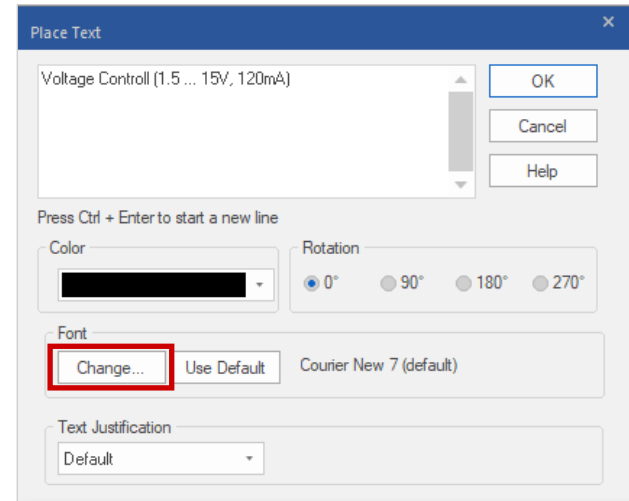 Place Text
Voltage Controll (1.5 ... 15V, 120mA)
OK
Cancel
Help
Press Ctrl + Enter to start a new line
Color
Rotation
0° 90° 180° 270°
Font
Change... Use Default Courier New 7 (default)
Text Justification
Default